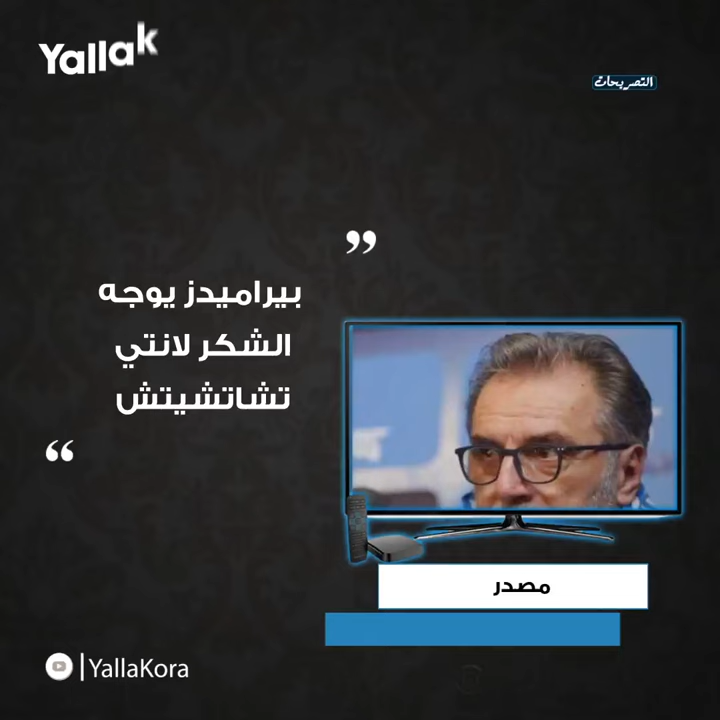 Yallak
التصريحات
”
بيراميدز يوجه
الشكر لانتي
تشاتشيتش
“
مصدر
|YallaKora